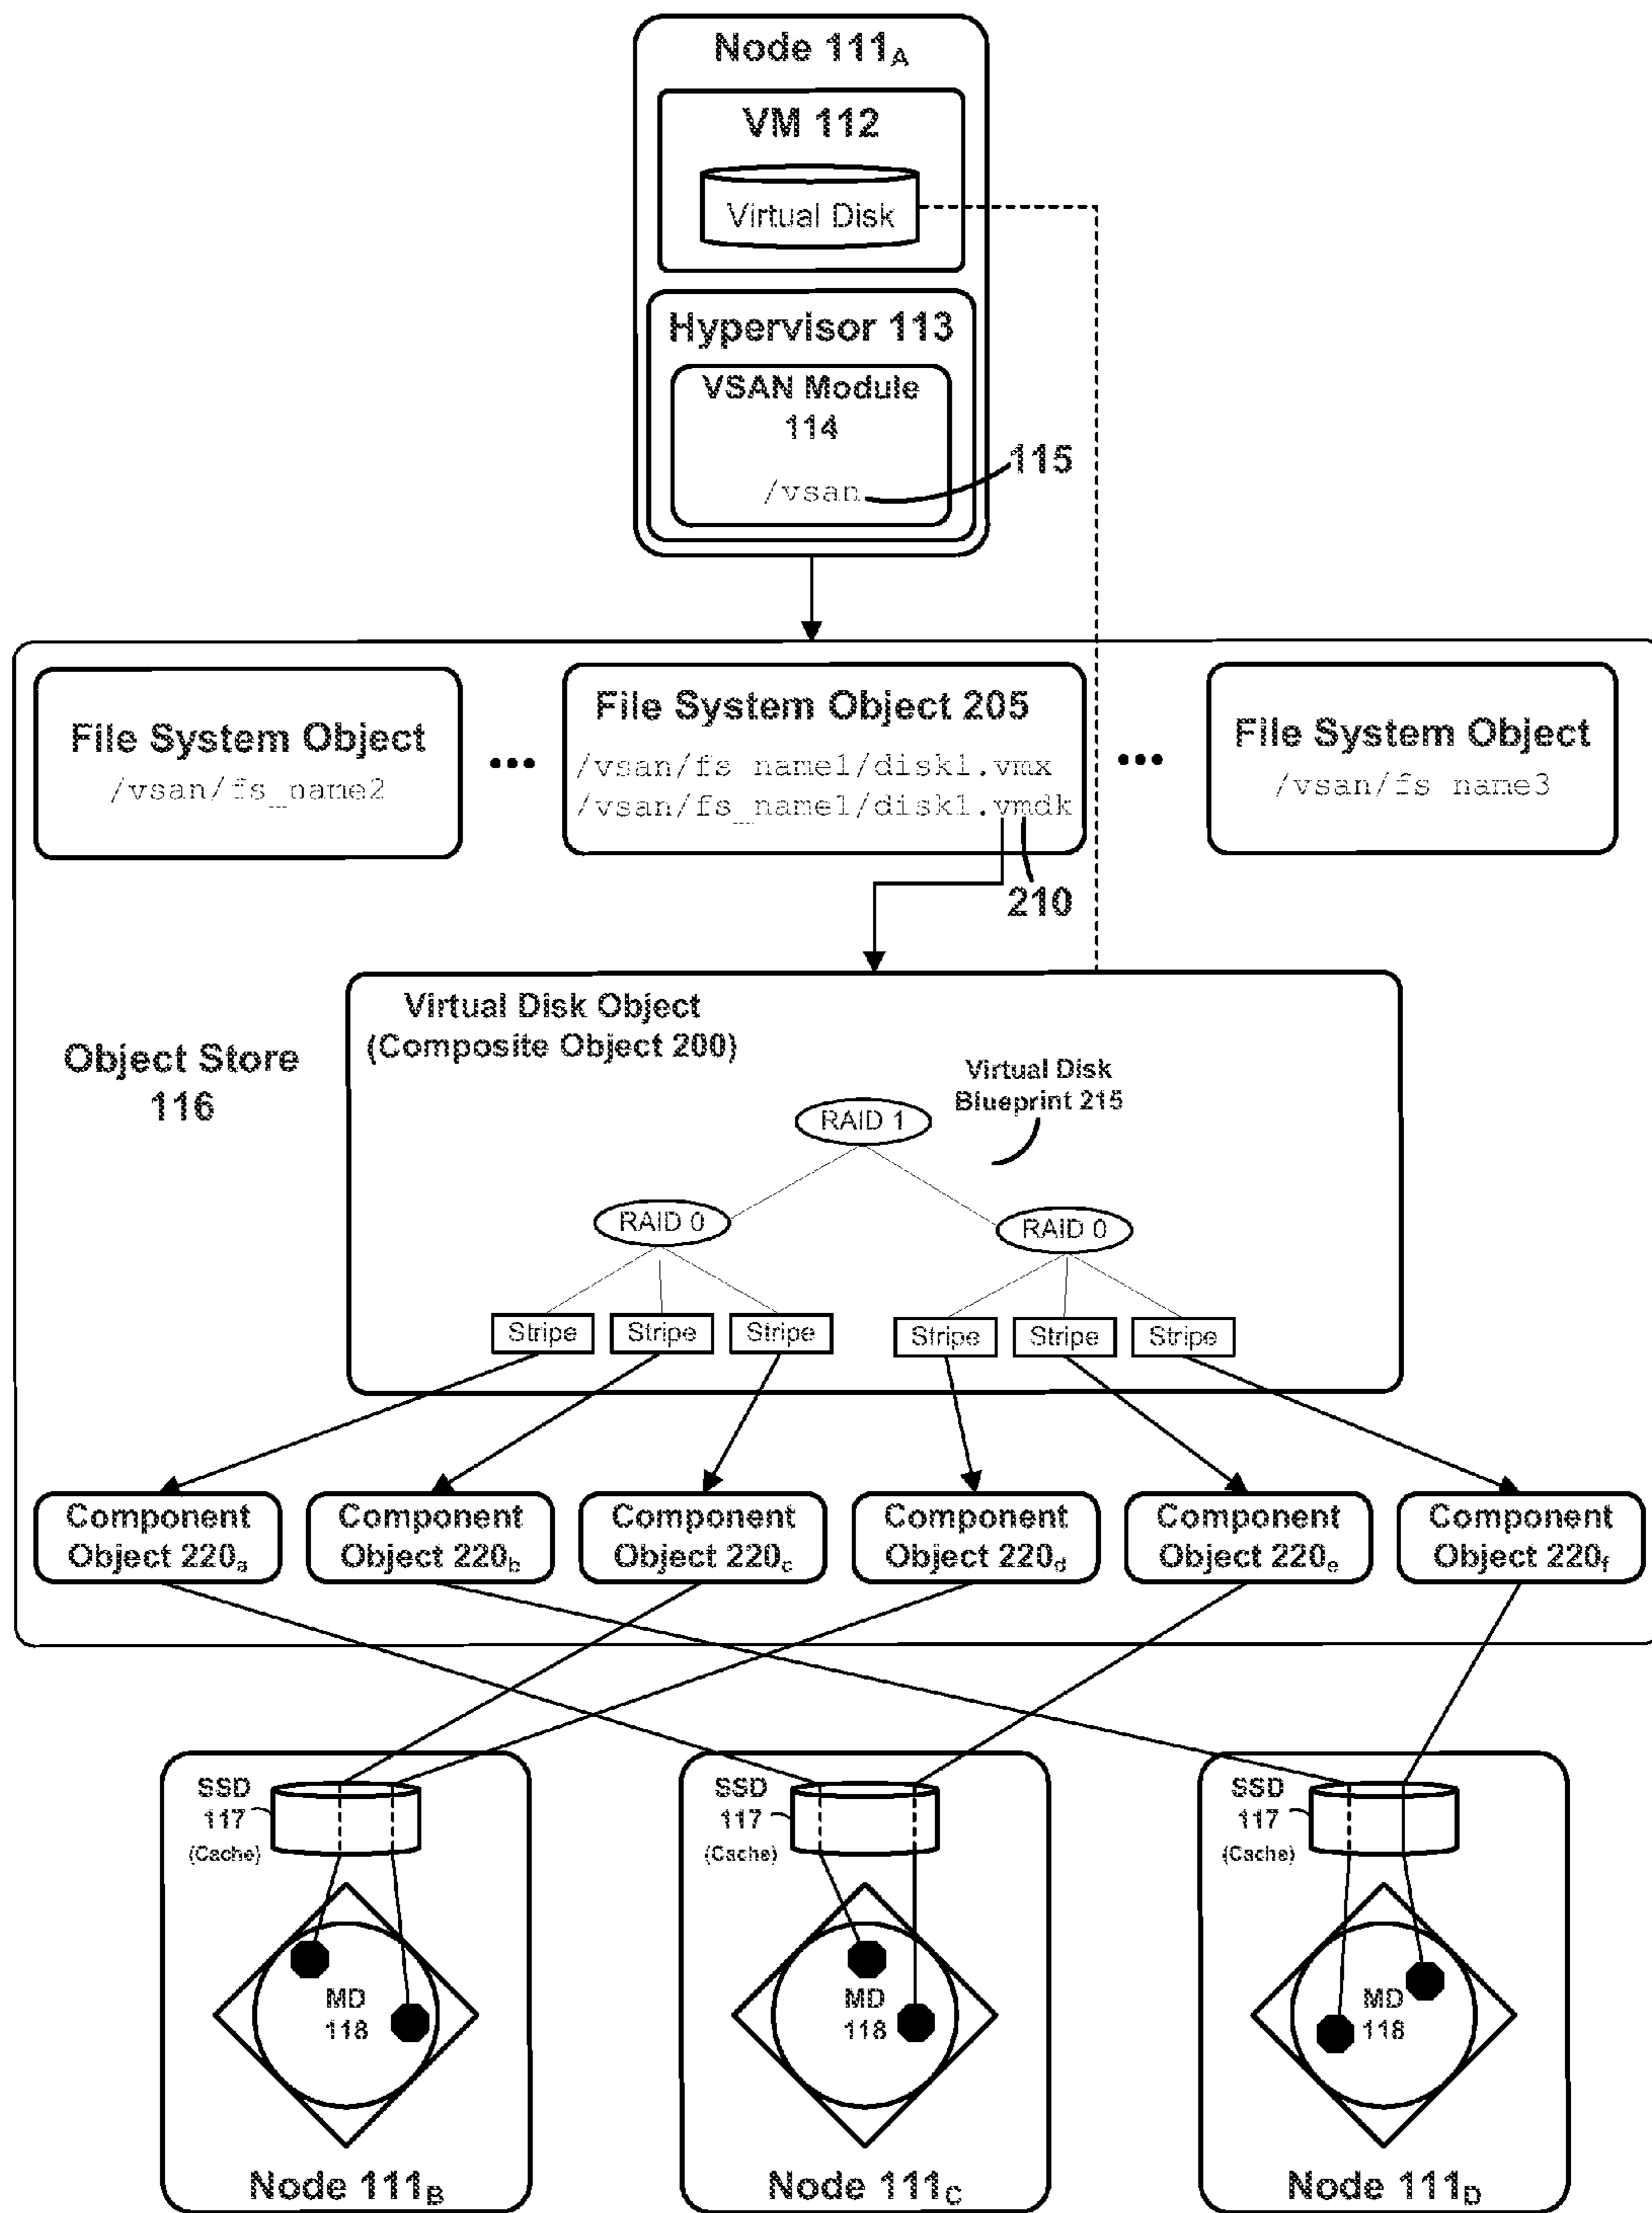 Node 111A
VM 112
Virtual Disk
Hypervisor 113
VSAN Module
114
/vsan
115
File System Object
/vsan/fs_name2
...
File System Object 205
/vsan/fs_name1/disk1.vmx
/vsan/fs_name1/disk1.vmdk
...
File System Object
/vsan/fs_name3
210
Object Store
116
Virtual Disk Object
(Composite Object 200)
Virtual Disk
Blueprint 215
RAID 1
RAID 0
RAID 0
Stripe
Stripe
Stripe
Stripe
Stripe
Stripe
Component
Object 220a
Component
Object 220b
Component
Object 220c
Component
Object 220d
Component
Object 220e
Component
Object 220f
SSD
117
(Cache)
MD
118
Node 111B
SSD
117
(Cache)
MD
118
Node 111C
SSD
117
(Cache)
MD
118
Node 111D